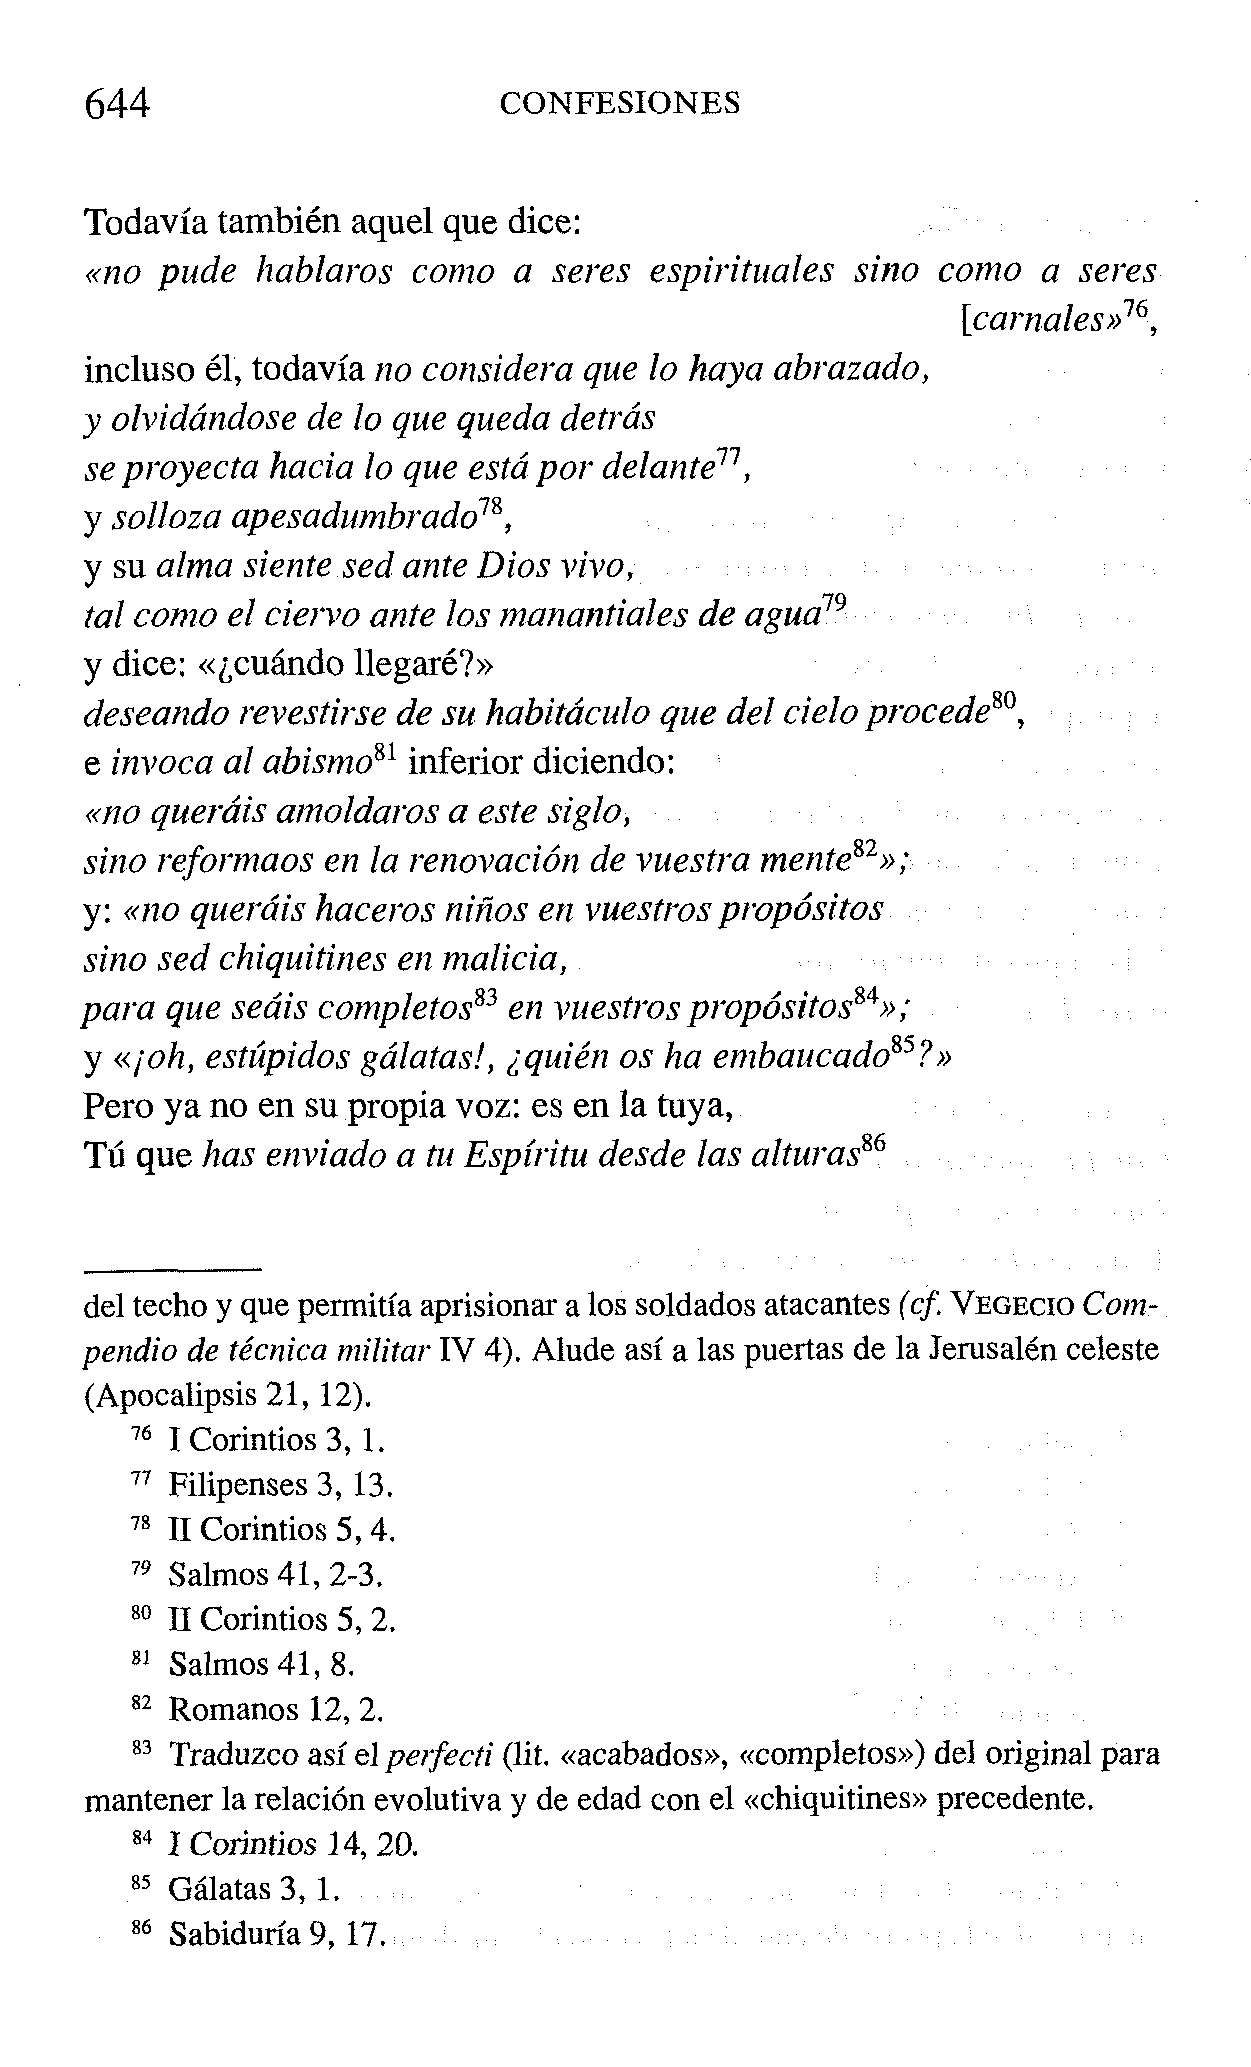 644 CONFESIONES
Todavía también aquel que dice:
«no pude hablaros como a seres espirituales sino como a seres
[carnales»⁷⁶,
incluso él, todavía no considera que lo haya abrazado,
y olvidándose de lo que queda detrás
se proyecta hacia lo que está por delante⁷⁷,
y solloza apesadumbrado⁷⁸,
y su alma siente sed ante Dios vivo,
tal como el ciervo ante los manantiales de agua⁷⁹
y dice: «¿cuándo llegaré?»
deseando revestirse de su habitáculo que del cielo procede⁸⁰,
e invoca al abismo⁸¹ inferior diciendo:
«no queráis amoldaros a este siglo,
sino reformaos en la renovación de vuestra mente⁸²»;
y: «no queráis haceros niños en vuestros propósitos
sino sed chiquitines en malicia,
para que seáis completos⁸³ en vuestros propósitos⁸⁴»;
y «¡oh, estúpidos gálatas!, ¿quién os ha embaucado⁸⁵?»
Pero ya no en su propia voz: es en la tuya,
Tú que has enviado a tu Espíritu desde las alturas⁸⁶
del techo y que permitía aprisionar a los soldados atacantes (cf. VEGECIO Com-
pendio de técnica militar IV 4). Alude así a las puertas de la Jerusalén celeste
(Apocalipsis 21, 12).
⁷⁶ I Corintios 3, 1.
⁷⁷ Filipenses 3, 13.
⁷⁸ II Corintios 5, 4.
⁷⁹ Salmos 41, 2-3.
⁸⁰ II Corintios 5, 2.
⁸¹ Salmos 41, 8.
⁸² Romanos 12, 2.
⁸³ Traduzco así el perfecti (lit. «acabados», «completos») del original para
mantener la relación evolutiva y de edad con el «chiquitines» precedente.
⁸⁴ I Corintios 14, 20.
⁸⁵ Gálatas 3, 1.
⁸⁶ Sabiduría 9, 17.